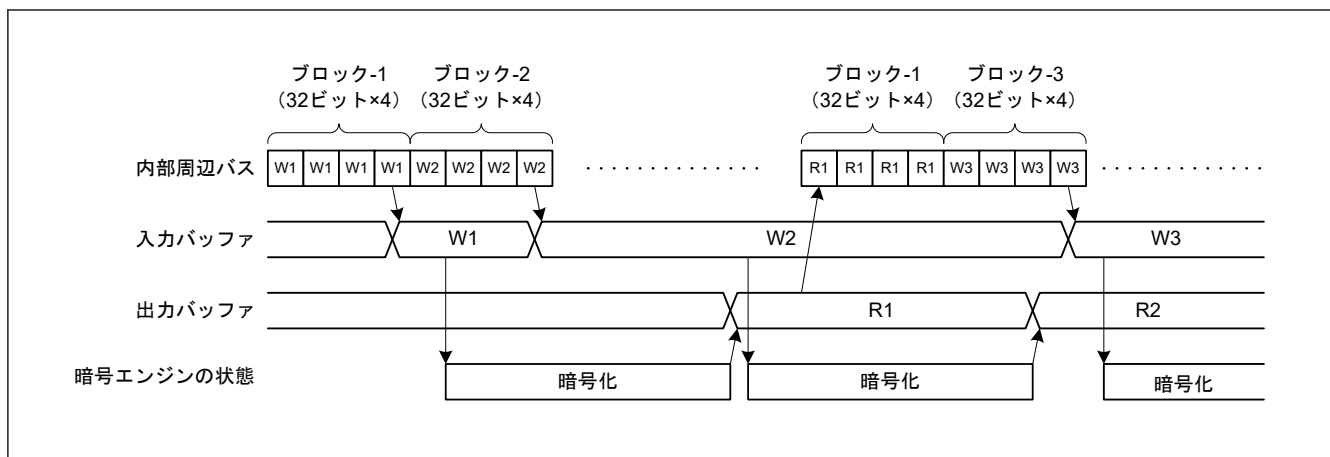 ブロック-1 ブロック-2 ブロック-1 ブロック-3
（32ビット×4） （32ビット×4） （32ビット×4） （32ビット×4）
内部周辺バス W1 W1 W1 W1 W2 W2 W2 W2 ・・・・・・・・・・・・・ R1 R1 R1 R1 W3 W3 W3 W3 ・・・・・・・・・・・・・
入力バッファ W1 W2 W3
出力バッファ R1 R2
暗号エンジンの状態 暗号化 暗号化 暗号化